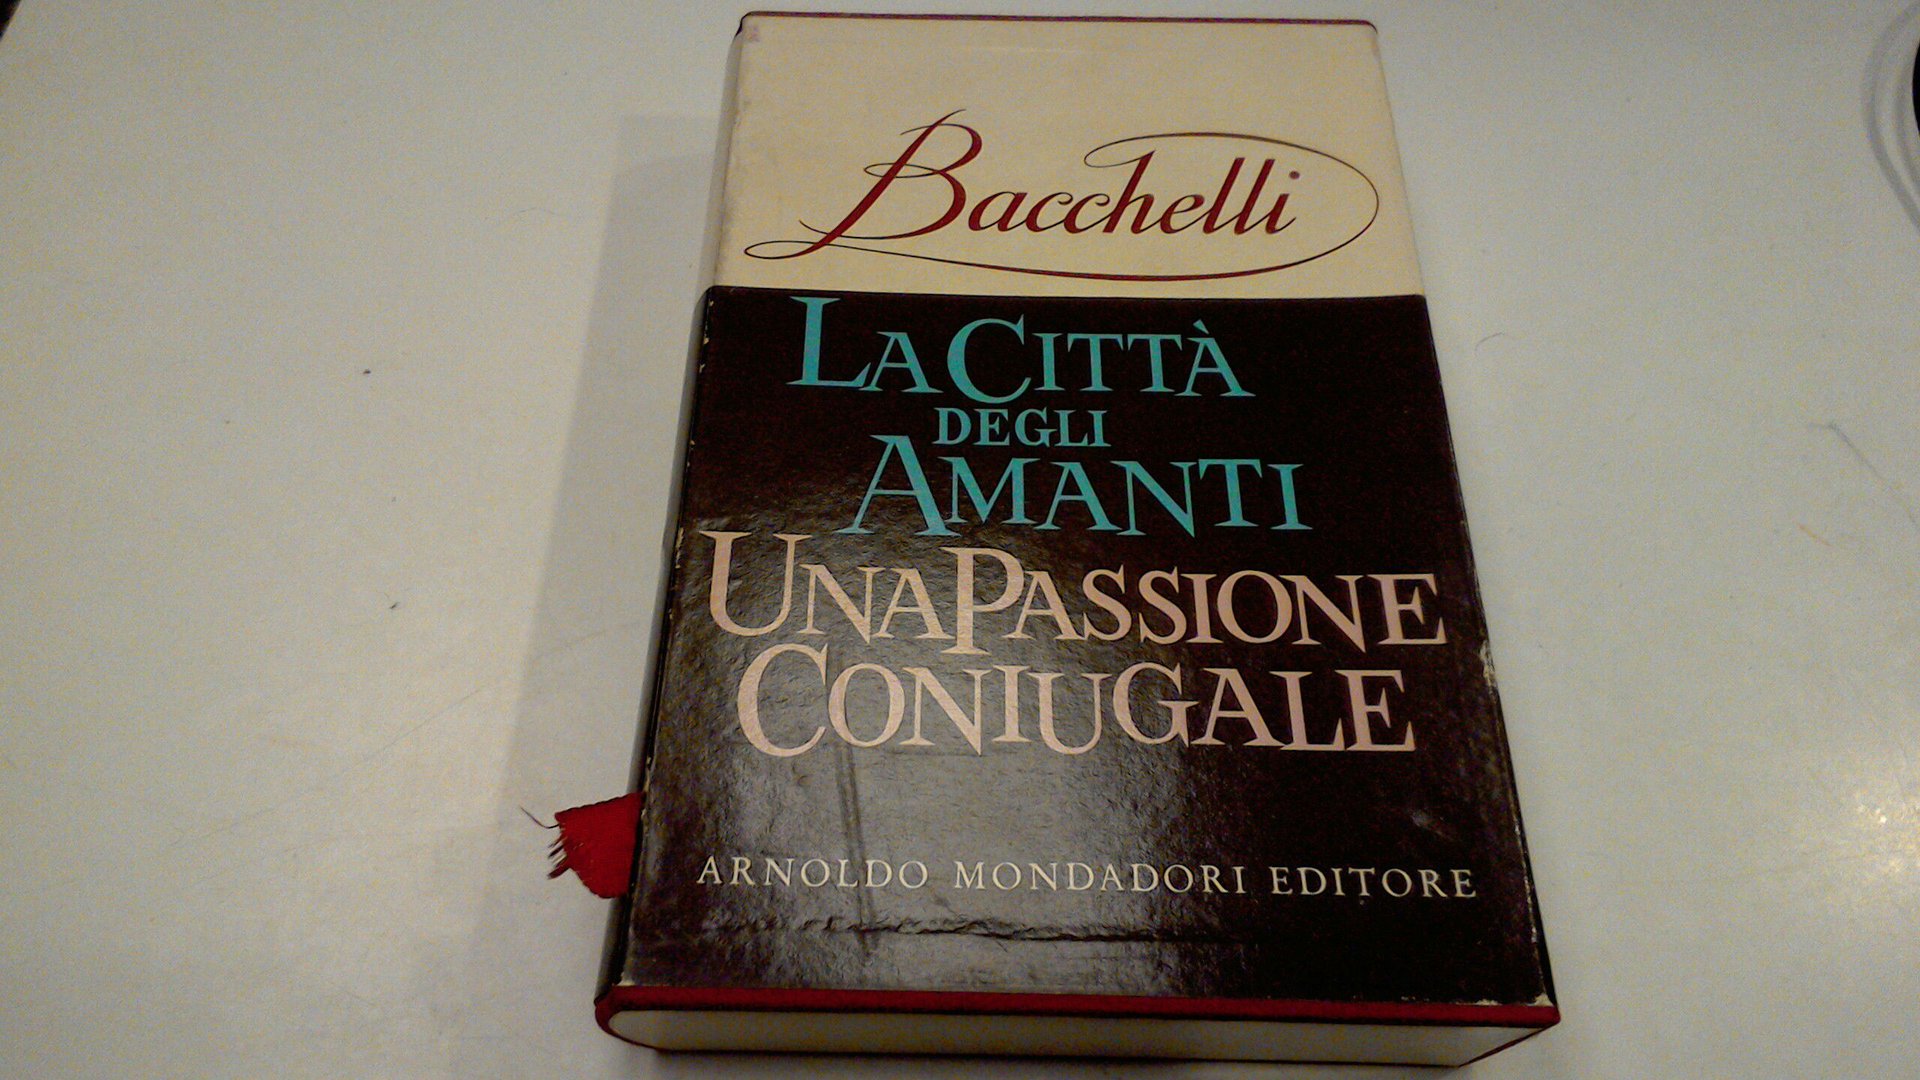 Bacchelli
LA CITTÀ
DEGLI
AMANTI
UNA PASSIONE
CONIUGALE
ARNOLDO MONDADORI EDITORE